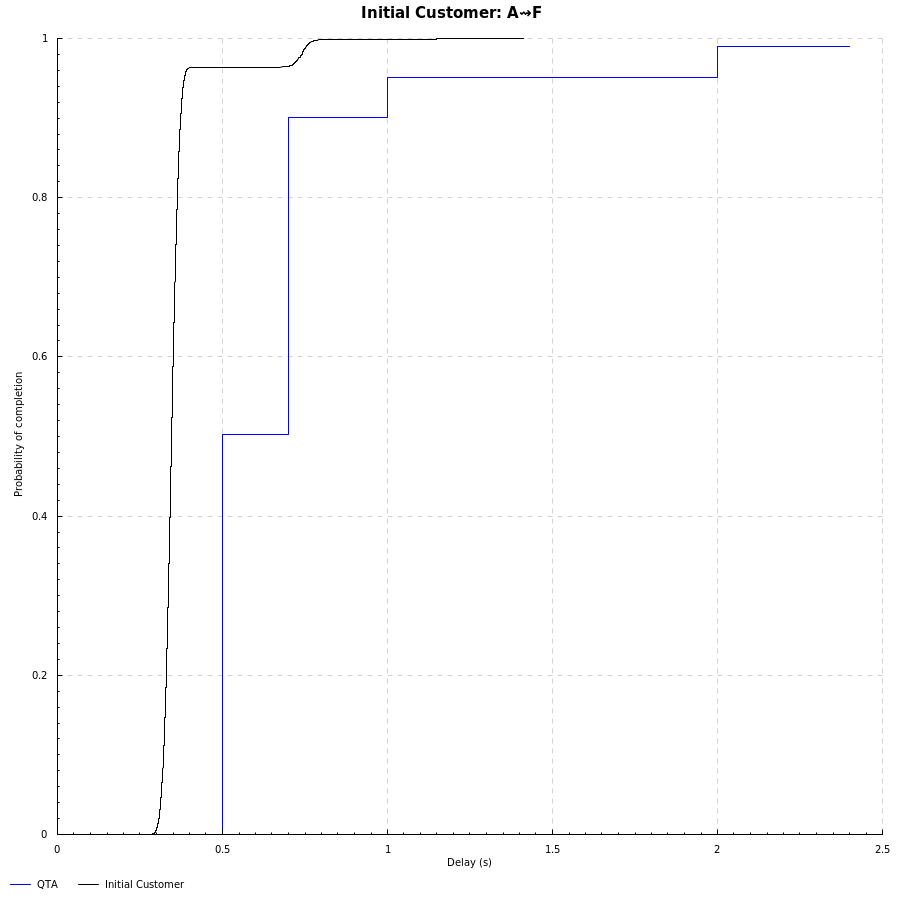 Initial Customer: A⇝F
1
0.8
0.6
0.4
0.2
0
Probability of completion
0 0.5 1 1.5 2 2.5
Delay (s)
QTA Initial Customer